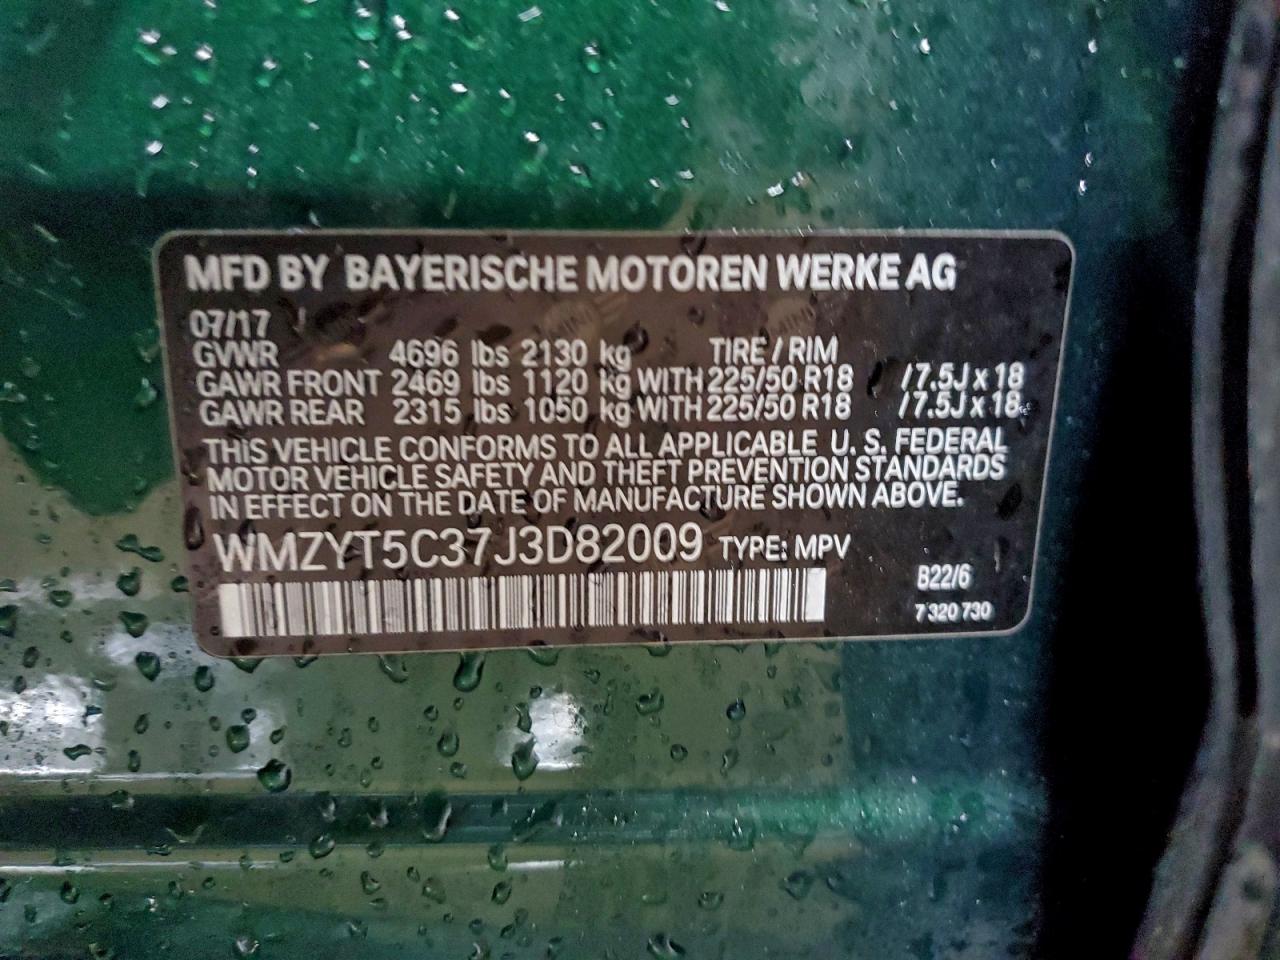 MFD BY BAYERISCHE MOTOREN WERKE AG
07/17
GVWR 4696 lbs 2130 kg TIRE / RIM
GAWR FRONT 2469 lbs 1120 kg WITH 225/50 R18 /7.5J x 18
GAWR REAR 2315 lbs 1050 kg WITH 225/50 R18 /7.5J x 18
THIS VEHICLE CONFORMS TO ALL APPLICABLE U. S. FEDERAL
MOTOR VEHICLE SAFETY AND THEFT PREVENTION STANDARDS
IN EFFECT ON THE DATE OF MANUFACTURE SHOWN ABOVE.
WMZYT5C37J3D82009 TYPE: MPV
B22/6
7 320 730
MINI
MINI